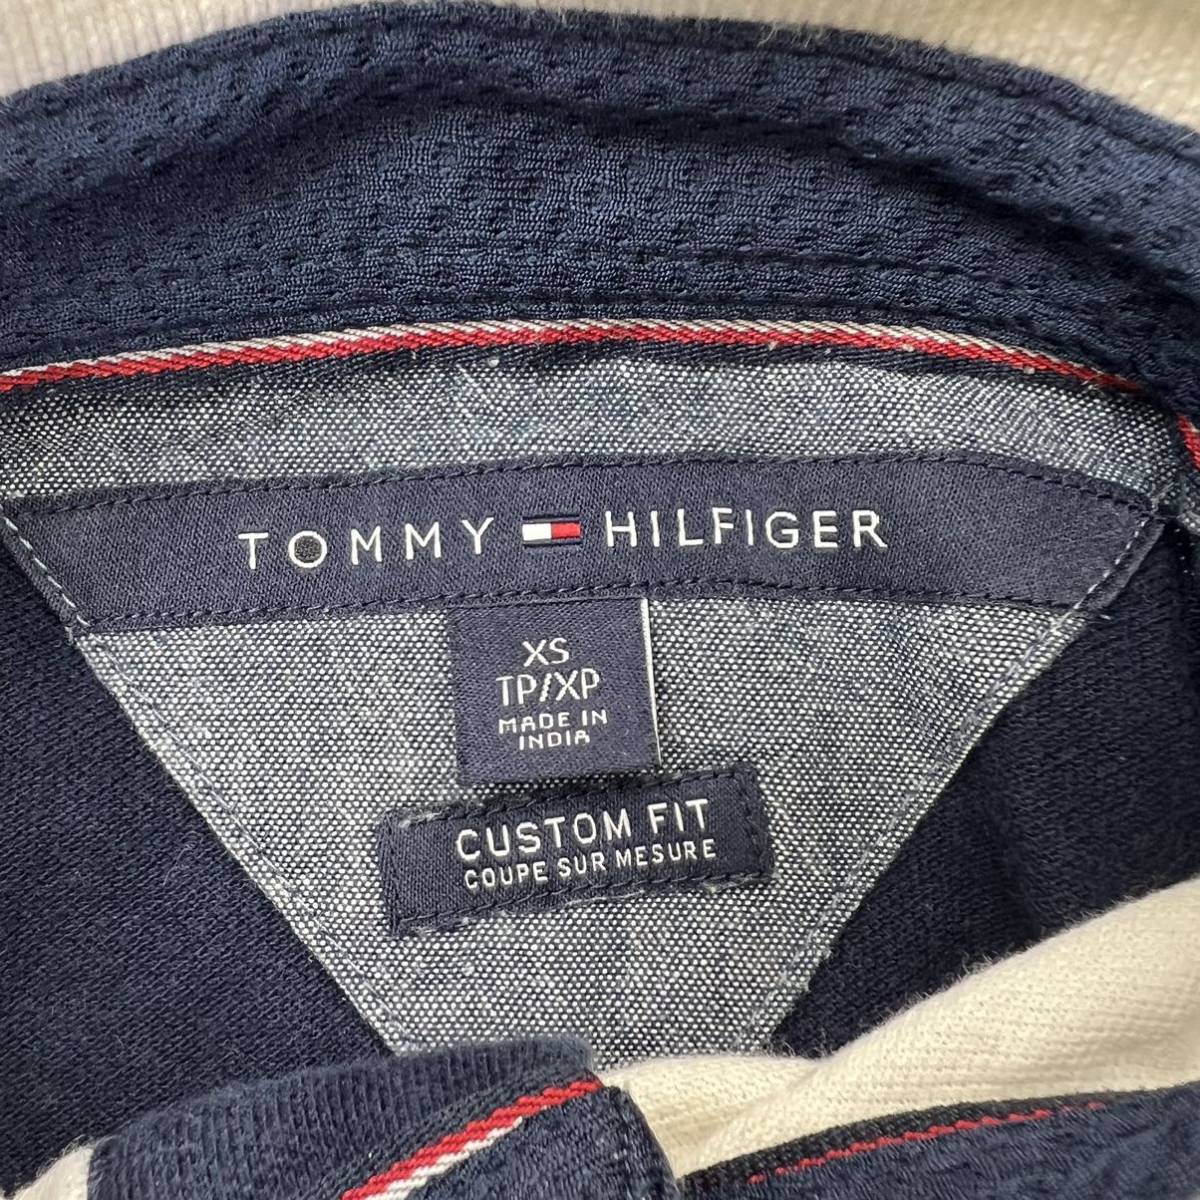 TOMMY HILFIGER
XS
TP/XP
MADE IN
INDIA
CUSTOM FIT
COUPE SUR MESURE